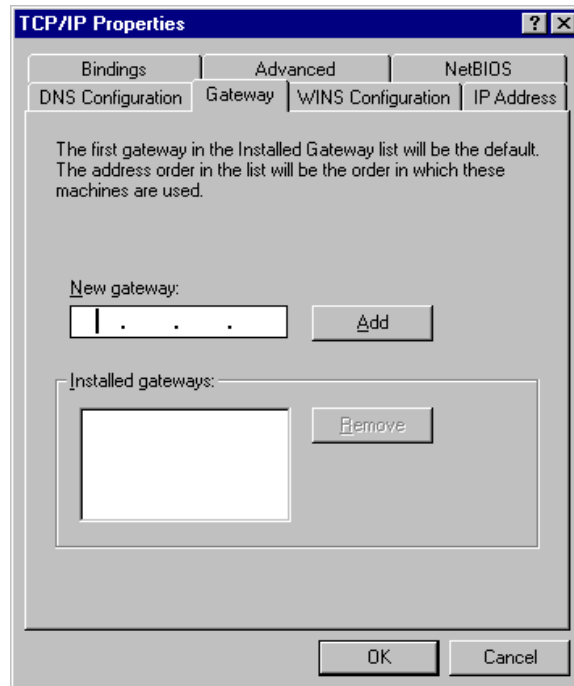 TCP/IP Properties
Bindings Advanced NetBIOS
DNS Configuration Gateway WINS Configuration IP Address
The first gateway in the Installed Gateway list will be the default.
The address order in the list will be the order in which these
machines are used.
New gateway:
. . .
Add
Installed gateways:
Remove
OK Cancel